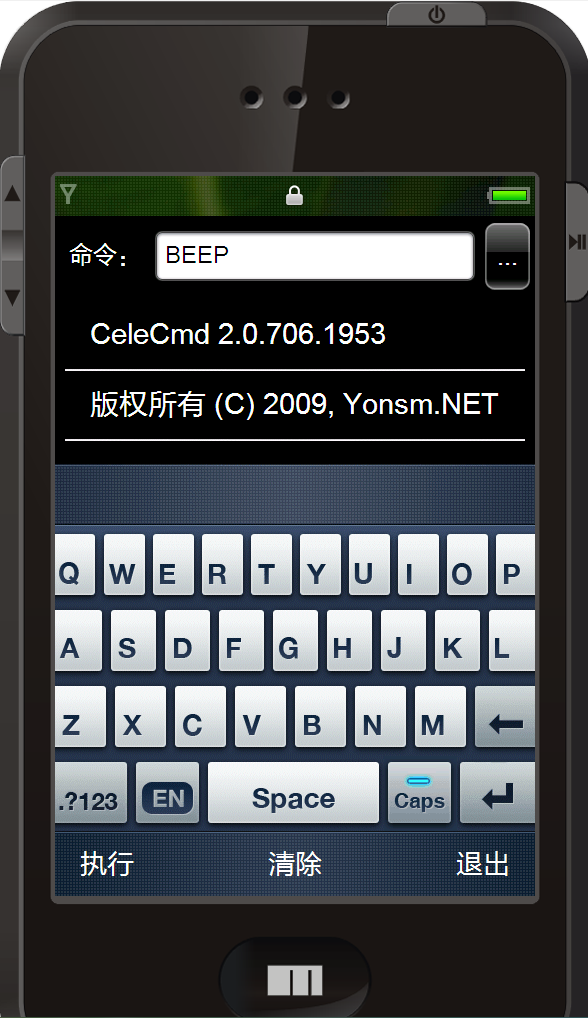 命令： BEEP ...
CeleCmd 2.0.706.1953
版权所有 (C) 2009, Yonsm.NET
Q W E R T Y U I O P
A S D F G H J K L
Z X C V B N M
.?123 EN Space Caps
执行 清除 退出